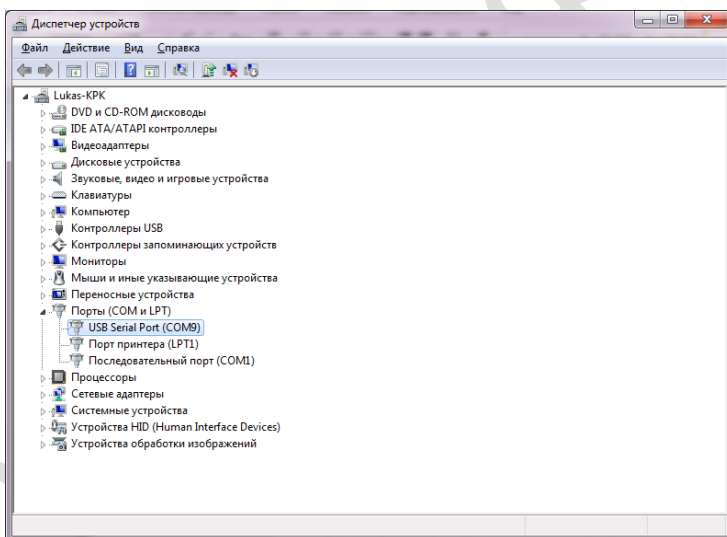 Диспетчер устройств
Файл Действие Вид Справка
Lukas-KPK
DVD и CD-ROM дисководы
IDE ATA/ATAPI контроллеры
Видеоадаптеры
Дисковые устройства
Звуковые, видео и игровые устройства
Клавиатуры
Компьютер
Контроллеры USB
Контроллеры запоминающих устройств
Мониторы
Мыши и иные указывающие устройства
Переносные устройства
Порты (COM и LPT)
USB Serial Port (COM9)
Порт принтера (LPT1)
Последовательный порт (COM1)
Процессоры
Сетевые адаптеры
Системные устройства
Устройства HID (Human Interface Devices)
Устройства обработки изображений